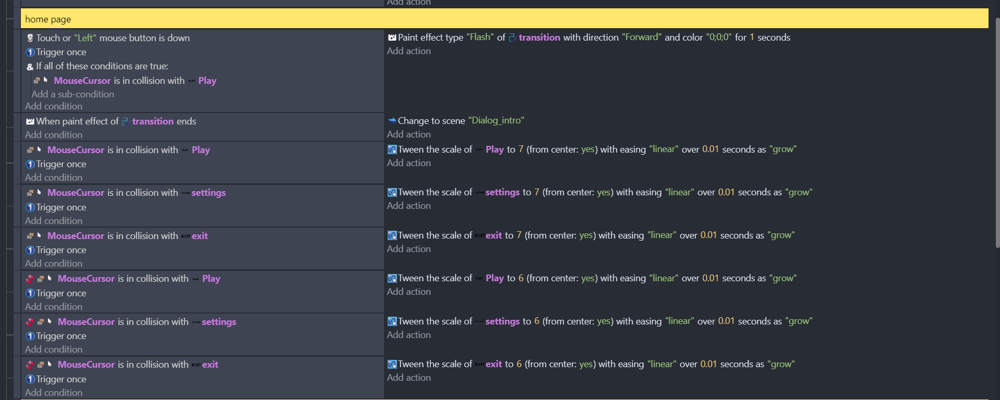 Add action
home page
Touch or "Left" mouse button is down
Paint effect type "Flash" of transition with direction "Forward" and color "0;0;0" for 1 seconds
Trigger once
Add action
& If all of these conditions are true:
MouseCursor is in collision with Play
Add a sub-condition
Add condition
When paint effect of transition ends
Change to scene "Dialog_intro"
Add condition
Add action
MouseCursor is in collision with Play
Tween the scale of Play to 7 (from center: yes) with easing "linear" over 0.01 seconds as "grow"
Trigger once
Add action
Add condition
MouseCursor is in collision with settings
Tween the scale of settings to 7 (from center: yes) with easing "linear" over 0.01 seconds as "grow"
Trigger once
Add action
Add condition
MouseCursor is in collision with EXIT exit
Tween the scale of EXIT exit to 7 (from center: yes) with easing "linear" over 0.01 seconds as "grow"
Trigger once
Add action
Add condition
MouseCursor is in collision with Play
Tween the scale of Play to 6 (from center: yes) with easing "linear" over 0.01 seconds as "grow"
Trigger once
Add action
Add condition
MouseCursor is in collision with settings
Tween the scale of settings to 6 (from center: yes) with easing "linear" over 0.01 seconds as "grow"
Trigger once
Add action
Add condition
MouseCursor is in collision with EXIT exit
Tween the scale of EXIT exit to 6 (from center: yes) with easing "linear" over 0.01 seconds as "grow"
Trigger once
Add action
Add condition